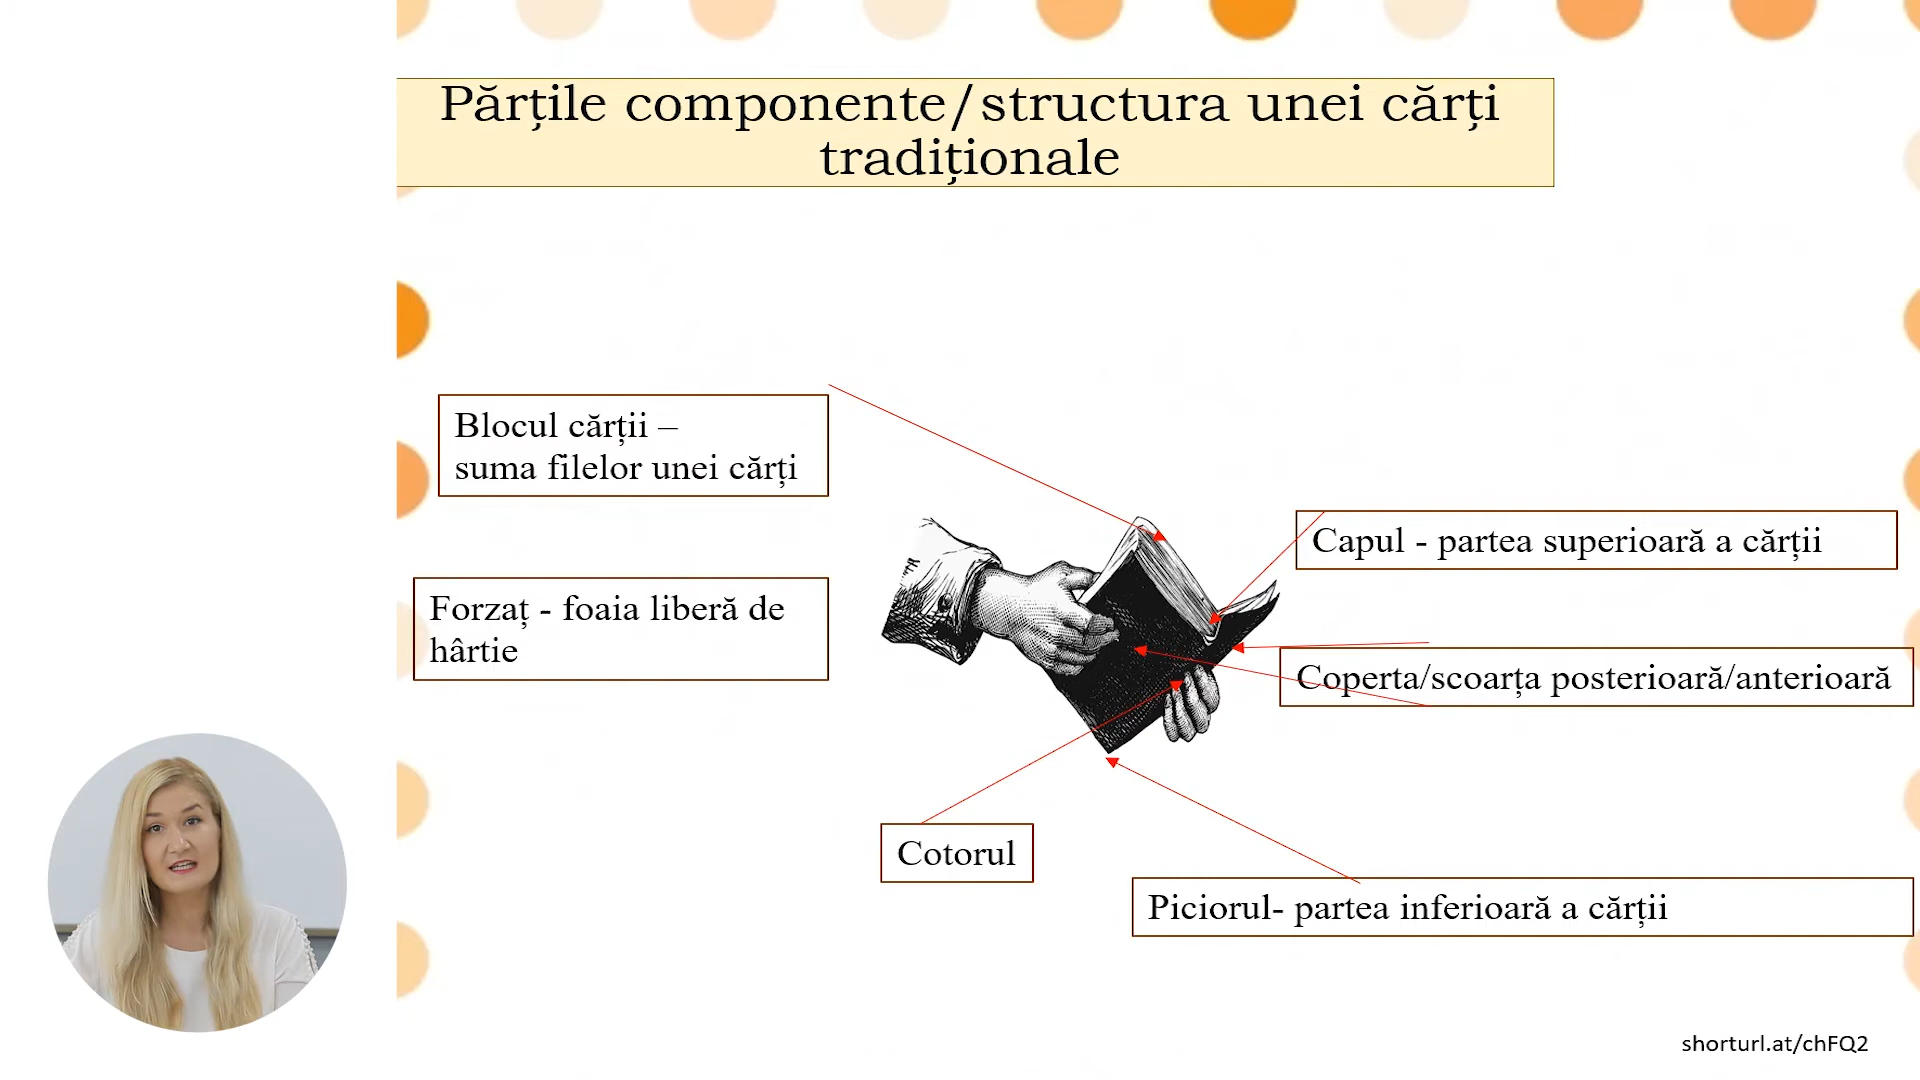 Părțile componente/structura unei cărți
tradiționale
Blocul cărții –
suma filelor unei cărți
Capul - partea superioară a cărții
Forzaț - foaia liberă de
hârtie
Coperta/scoarța posterioară/anterioară
Cotorul
Piciorul- partea inferioară a cărții
shorturl.at/chFQ2